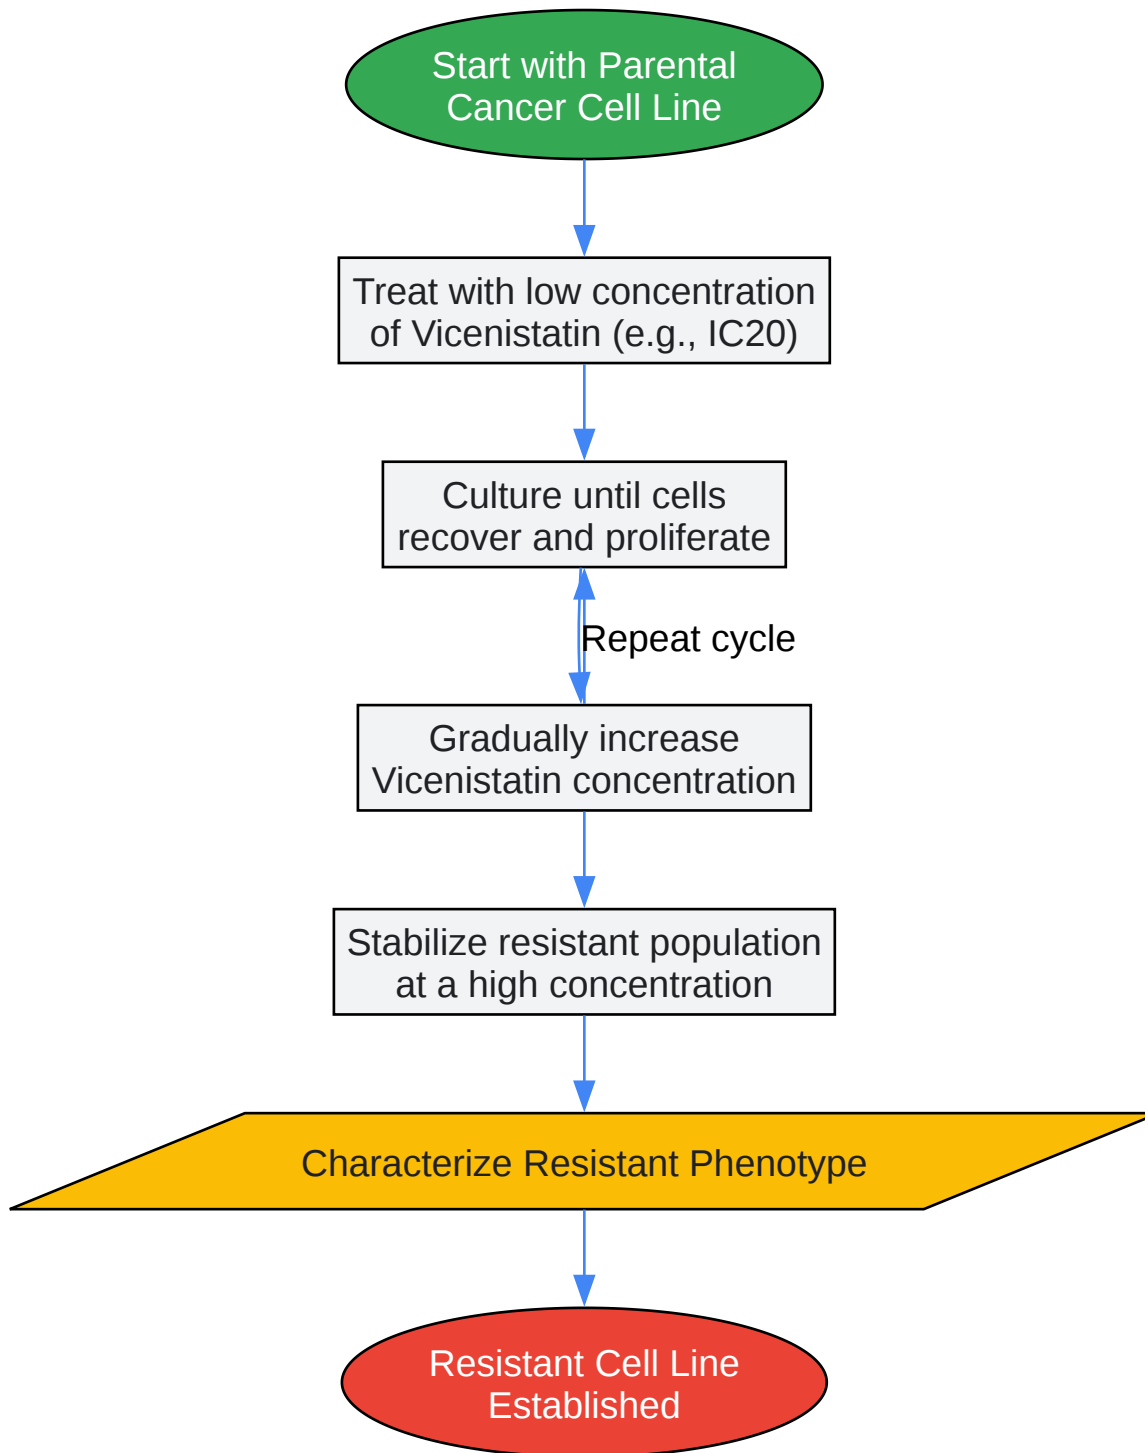 Start with Parental
Cancer Cell Line
Treat with low concentration
of Vicenistatin (e.g., IC20)
Culture until cells
recover and proliferate
Repeat cycle
Gradually increase
Vicenistatin concentration
Stabilize resistant population
at a high concentration
Characterize Resistant Phenotype
Resistant Cell Line
Established